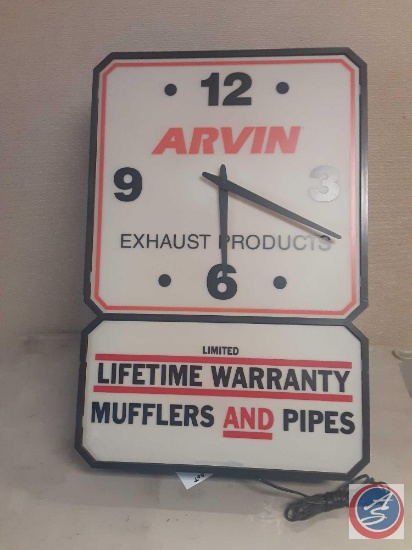 12
ARVIN
9 3
EXHAUST PRODUCTS
6
LIMITED
LIFETIME WARRANTY
MUFFLERS AND PIPES